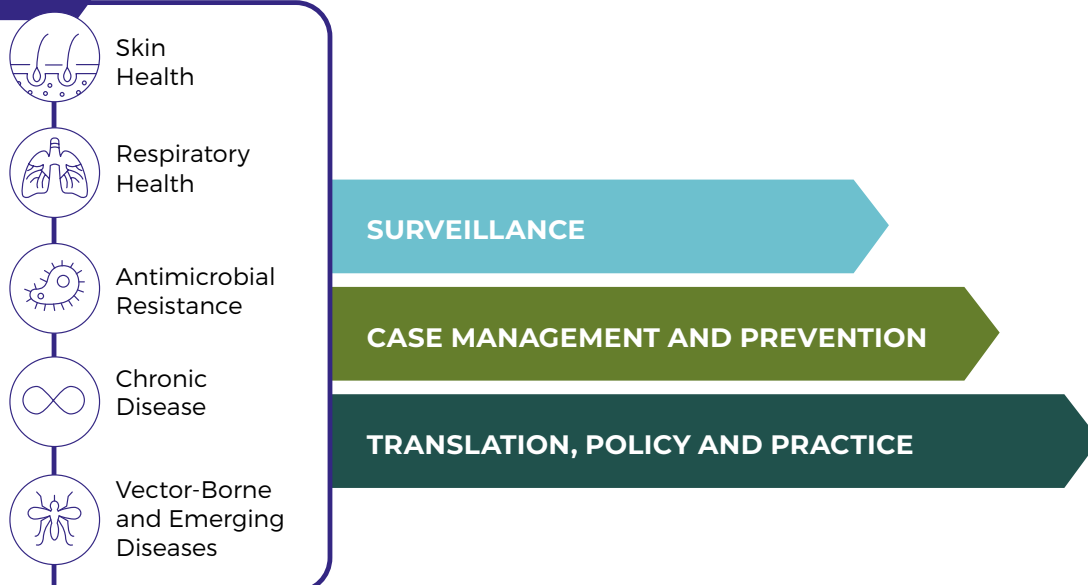 Skin
Health
Respiratory
Health
Antimicrobial
Resistance
Chronic
Disease
Vector-Borne
and Emerging
Diseases
SURVEILLANCE
CASE MANAGEMENT AND PREVENTION
TRANSLATION, POLICY AND PRACTICE